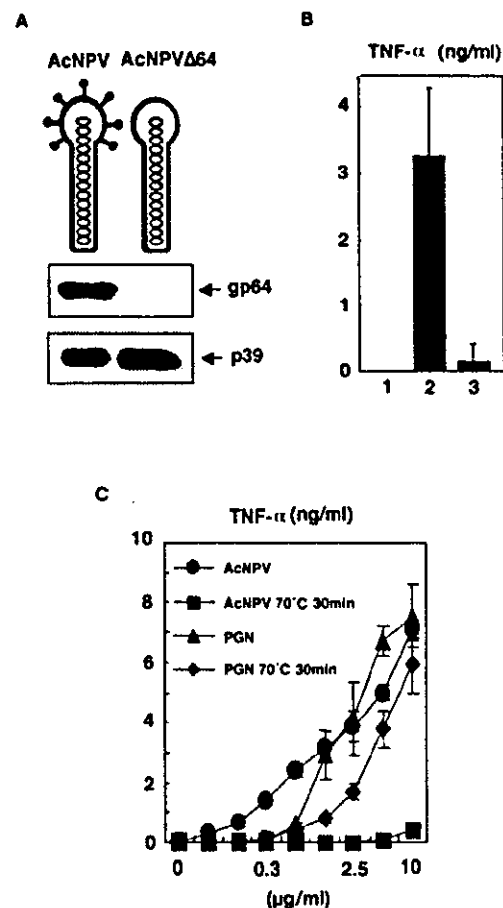 A
AcNPV AcNPVΔ64
gp64
p39
B
TNF-α (ng/ml)
4
3
2
1
0
1 2 3
C
TNF-α (ng/ml)
10
8
6
4
2
0
AcNPV
AcNPV 70°C 30min
PGN
PGN 70°C 30min
0 0.3 2.5 10
(μg/ml)